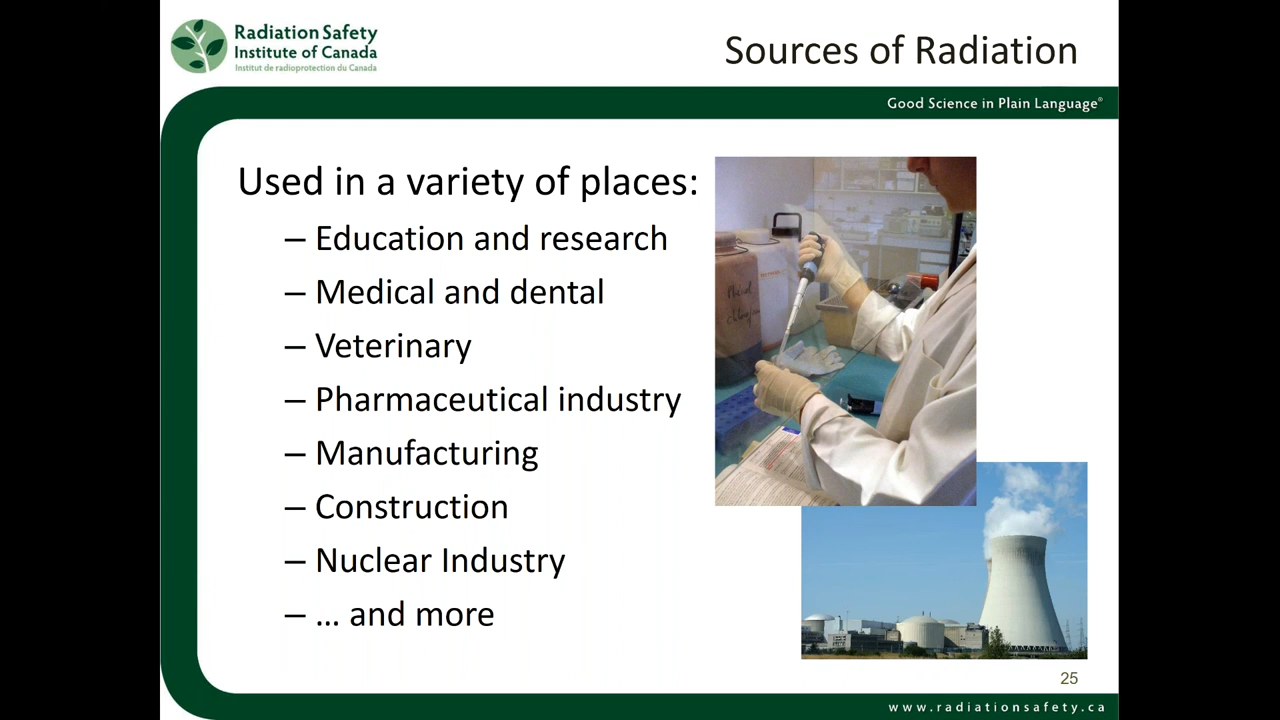 Radiation Safety
Institute of Canada
Institut de radioprotection du Canada
Sources of Radiation
Good Science in Plain Language®
Used in a variety of places:
– Education and research
– Medical and dental
– Veterinary
– Pharmaceutical industry
– Manufacturing
– Construction
– Nuclear Industry
– … and more
25
www.radiationsafety.ca